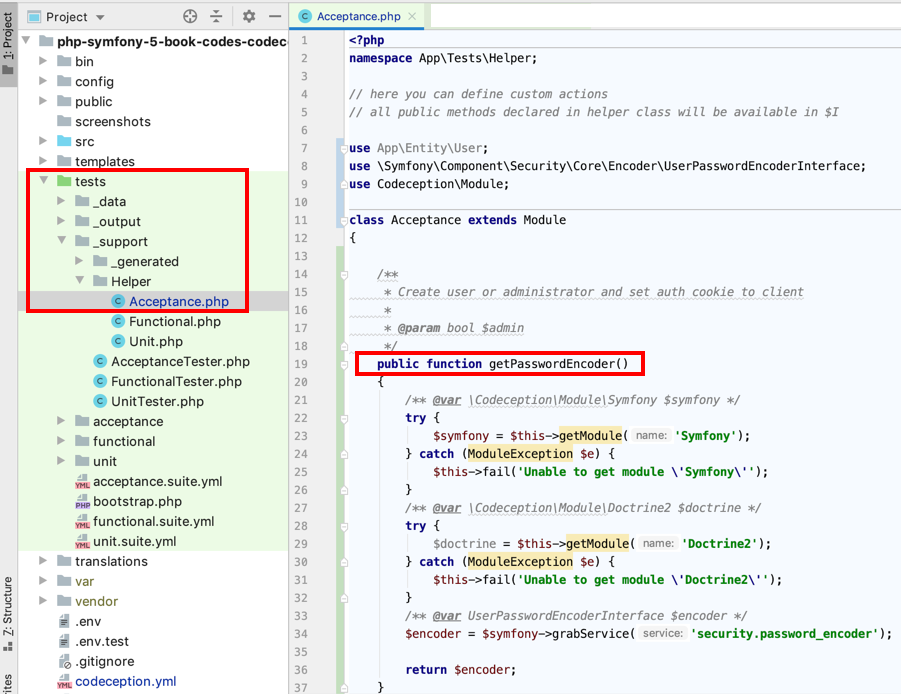 Project
Acceptance.php
1: Project
php-symfony-5-book-codes-codec
bin
config
public
screenshots
src
templates
tests
_data
_output
_support
_generated
Helper
Acceptance.php
Functional.php
Unit.php
AcceptanceTester.php
FunctionalTester.php
UnitTester.php
acceptance
functional
unit
acceptance.suite.yml
bootstrap.php
functional.suite.yml
unit.suite.yml
translations
var
vendor
.env
.env.test
.gitignore
codeception.yml
Z: Structure
1 <?php
2 namespace App\Tests\Helper;
3
4 // here you can define custom actions
5 // all public methods declared in helper class will be available in $I
6
7 use App\Entity\User;
8 use \Symfony\Component\Security\Core\Encoder\UserPasswordEncoderInterface;
9 use Codeception\Module;
10
11 class Acceptance extends Module
12 {
13
14 /**
15 * Create user or administrator and set auth cookie to client
16 *
17 * @param bool $admin
18 */
19 public function getPasswordEncoder()
20 {
21 /** @var \Codeception\Module\Symfony $symfony */
22 try {
23 $symfony = $this->getModule( name: 'Symfony');
24 } catch (ModuleException $e) {
25 $this->fail('Unable to get module \'Symfony\'');
26 }
27 /** @var \Codeception\Module\Doctrine2 $doctrine */
28 try {
29 $doctrine = $this->getModule( name: 'Doctrine2');
30 } catch (ModuleException $e) {
31 $this->fail('Unable to get module \'Doctrine2\'');
32 }
33 /** @var UserPasswordEncoderInterface $encoder */
34 $encoder = $symfony->grabService( service: 'security.password_encoder');
35
36 return $encoder;
37 }